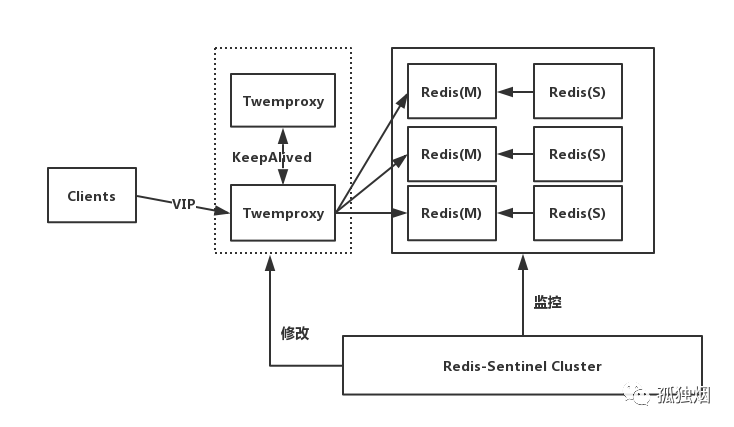 Twemproxy
KeepAlived
Twemproxy
Clients
VIP
Redis(M)
Redis(S)
Redis(M)
Redis(S)
Redis(M)
Redis(S)
监控
修改
Redis-Sentinel Cluster
孤独烟